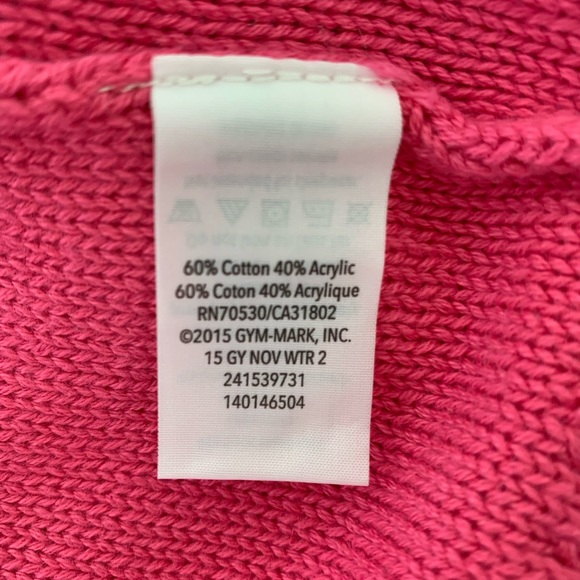 60% Cotton 40% Acrylic
60% Coton 40% Acrylique
RN70530/CA31802
©2015 GYM-MARK, INC.
15 GY NOV WTR 2
241539731
140146504